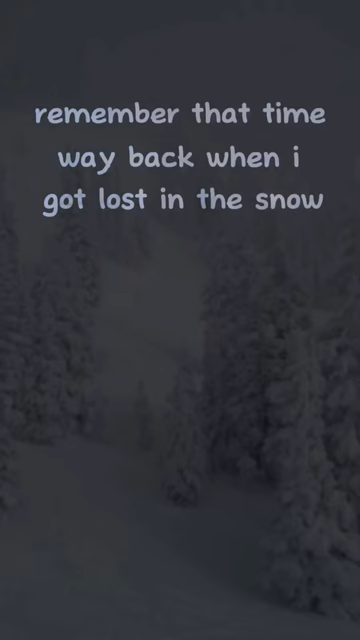 remember that time
way back when i
got lost in the snow